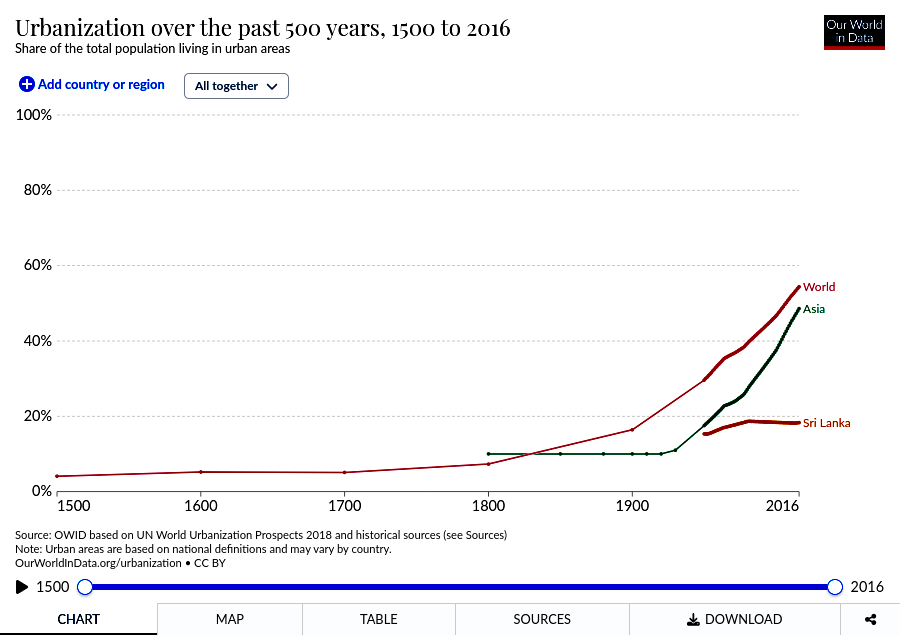 Urbanization over the past 500 years, 1500 to 2016
Share of the total population living in urban areas
Our World
in Data
Add country or region
All together
100%
80%
60%
40%
20%
0%
World
Asia
Sri Lanka
1500
1600
1700
1800
1900
2016
Source: OWID based on UN World Urbanization Prospects 2018 and historical sources (see Sources)
Note: Urban areas are based on national definitions and may vary by country.
OurWorldInData.org/urbanization • CC BY
1500
2016
CHART
MAP
TABLE
SOURCES
DOWNLOAD